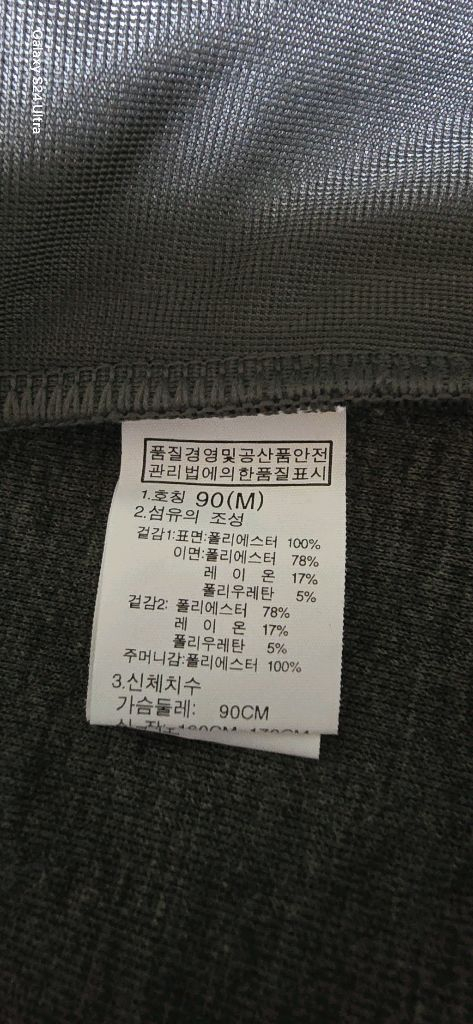 Galaxy S24 Ultra
품질경영및공산품안전
관리법에의한품질표시
1.호칭 90(M)
2.섬유의 조성
겉감1:표면:폴리에스터 100%
이면:폴리에스터 78%
레 이 온 17%
폴리우레탄 5%
겉감2: 폴리에스터 78%
레 이 온 17%
폴리우레탄 5%
주머니감:폴리에스터 100%
3.신체치수
가슴둘레: 90CM